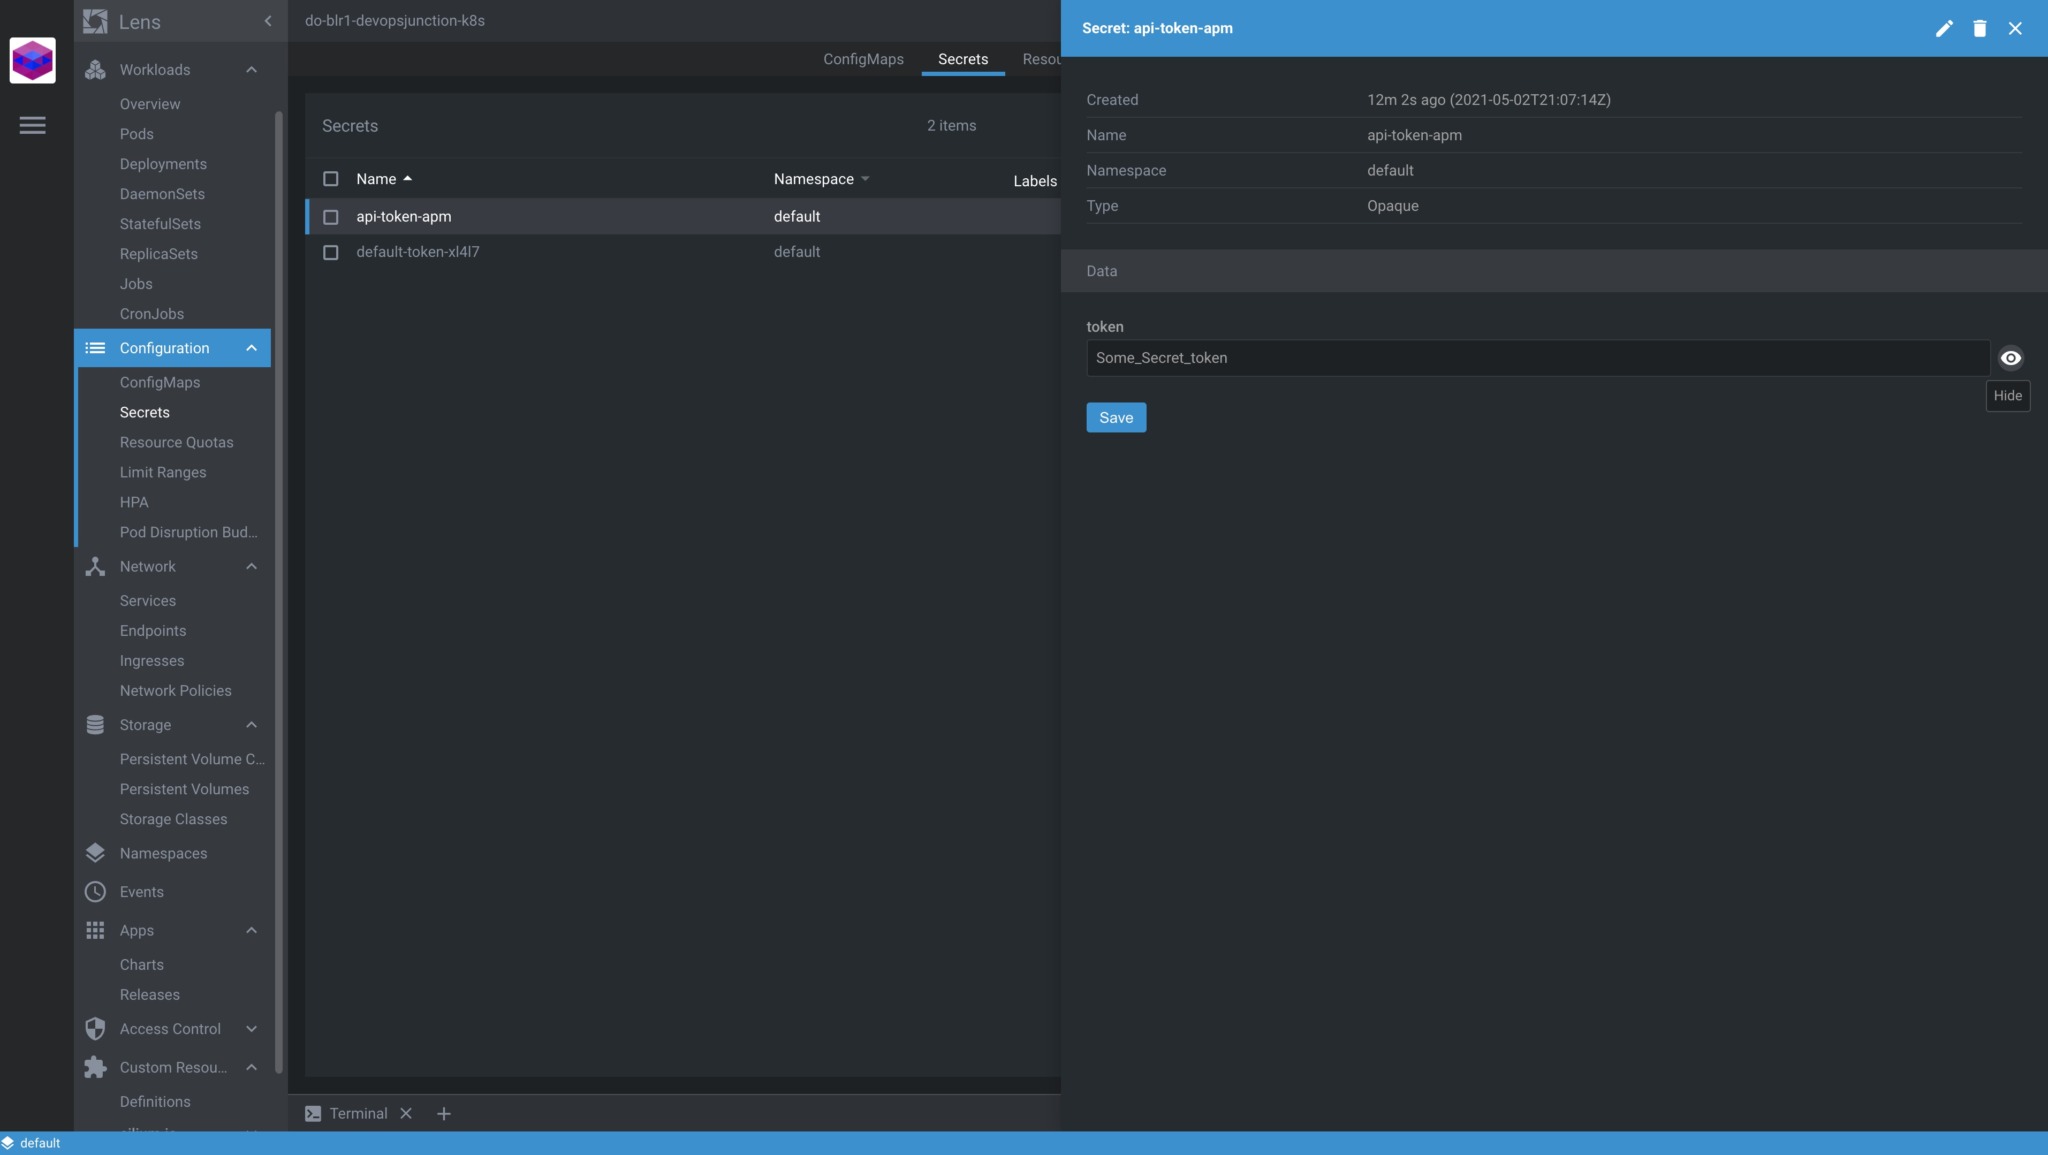 Lens
Workloads
Overview
Pods
Deployments
DaemonSets
StatefulSets
ReplicaSets
Jobs
CronJobs
Configuration
ConfigMaps
Secrets
Resource Quotas
Limit Ranges
HPA
Pod Disruption Bud...
Network
Services
Endpoints
Ingresses
Network Policies
Storage
Persistent Volume C...
Persistent Volumes
Storage Classes
Namespaces
Events
Apps
Charts
Releases
Access Control
Custom Resou...
Definitions
do-blr1-devopsjunction-k8s
ConfigMaps Secrets Resou
Secrets 2 items
Name Namespace Labels
api-token-apm default
default-token-xl4l7 default
Terminal
Secret: api-token-apm
Created 12m 2s ago (2021-05-02T21:07:14Z)
Name api-token-apm
Namespace default
Type Opaque
Data
token
Some_Secret_token
Hide
Save
default